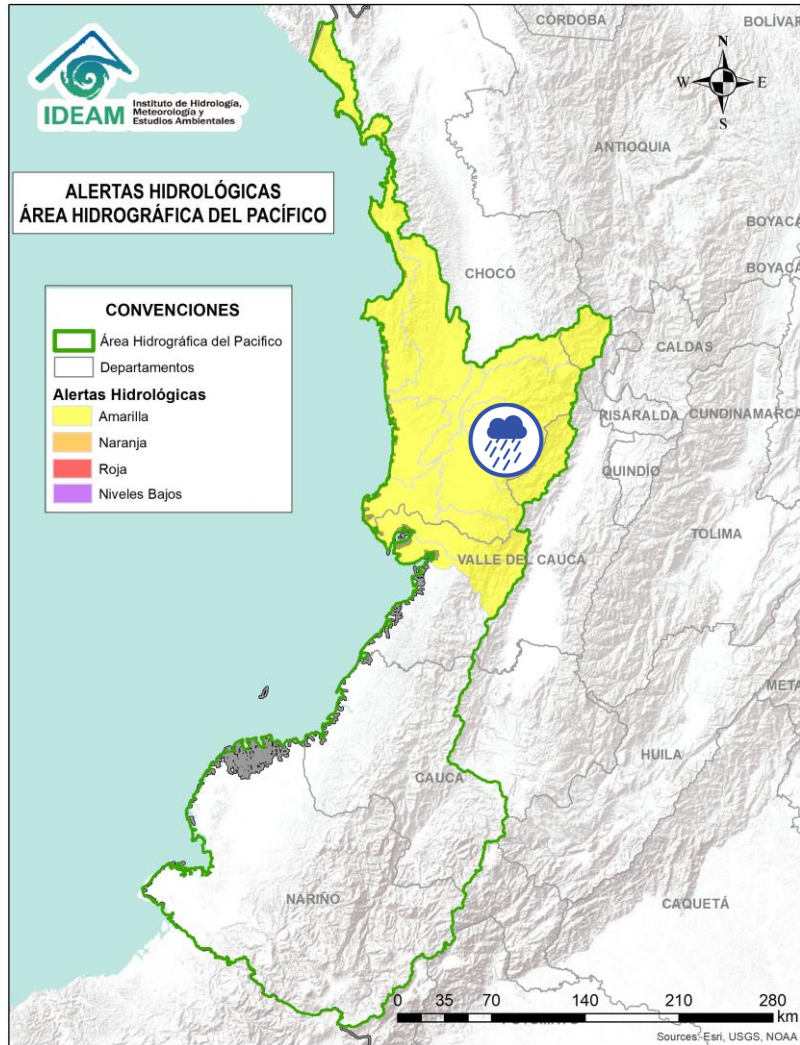 IDEAM
Instituto de Hidrología,
Meteorología y
Estudios Ambientales
ALERTAS HIDROLÓGICAS
ÁREA HIDROGRÁFICA DEL PACÍFICO
CONVENCIONES
Área Hidrográfica del Pacifico
Departamentos
Alertas Hidrológicas
Amarilla
Naranja
Roja
Niveles Bajos
N
W E
S
CÓRDOBA
BOLÍVAR
ANTIOQUIA
BOYACÁ
CHOCÓ
BOYACÁ
CALDAS
RISARALDA
CUNDINAMARCA
QUINDÍO
TOLIMA
VALLE DEL CAUCA
META
HUILA
CAUCA
NARIÑO
CAQUETÁ
0 35 70 140 210 280
km
Sources: Esri, USGS, NOAA